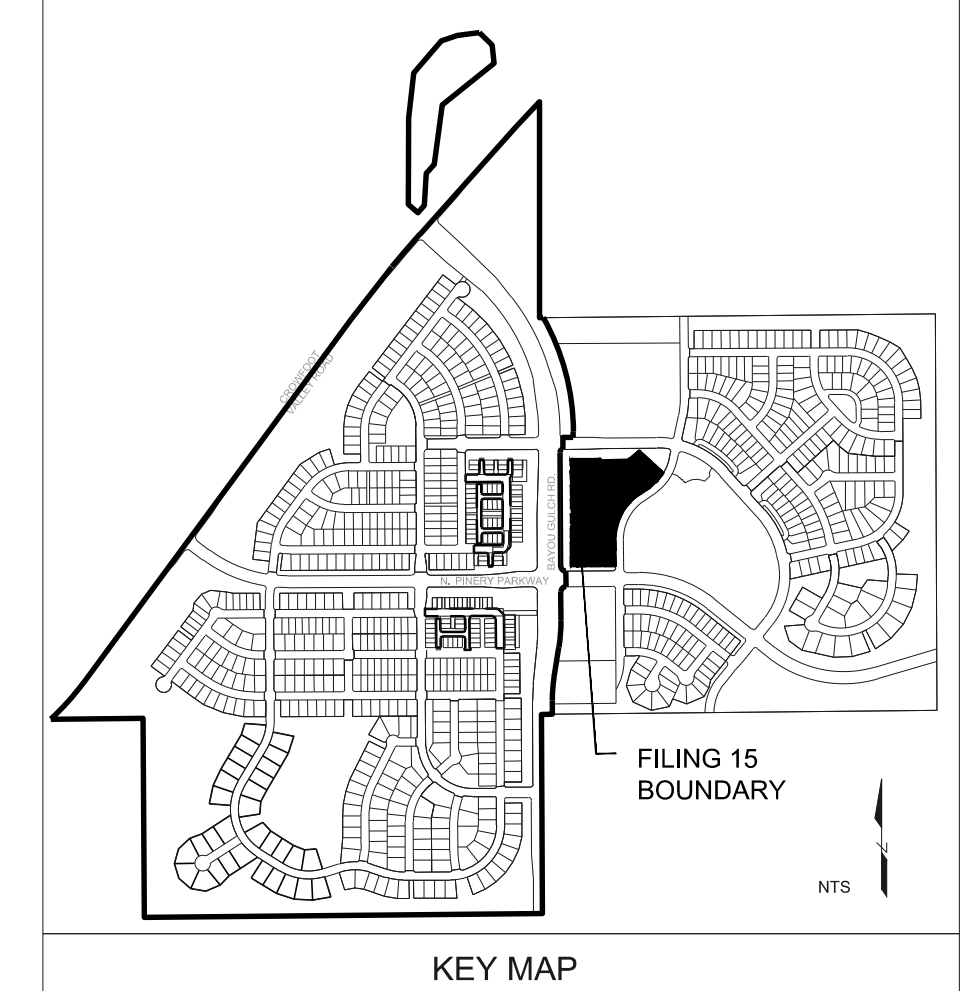 CROWFOOT
VALLEY ROAD
BAYOU GULCH RD.
N. PINERY PARKWAY
FILING 15
BOUNDARY
N
NTS
KEY MAP